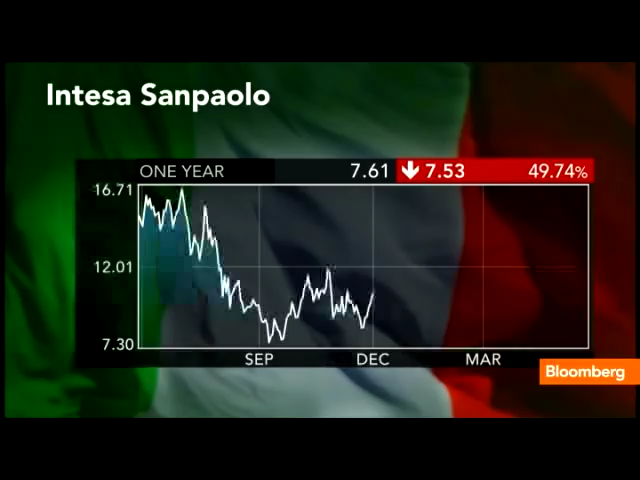 Intesa Sanpaolo
ONE YEAR 7.61 7.53 49.74%
16.71
12.01
7.30
SEP DEC MAR
Bloomberg